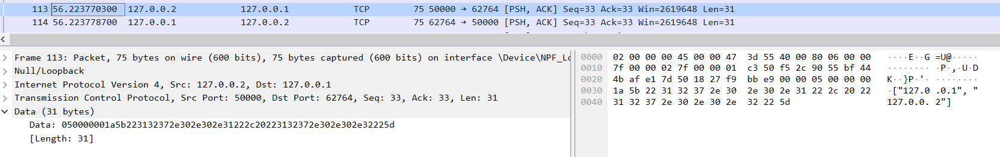 113 56.223770300 127.0.0.2 127.0.0.1 TCP 75 50000 → 62764 [PSH, ACK] Seq=33 Ack=33 Win=2619648 Len=31
114 56.223778700 127.0.0.1 127.0.0.2 TCP 75 62764 → 50000 [PSH, ACK] Seq=33 Ack=33 Win=2619648 Len=31
Frame 113: Packet, 75 bytes on wire (600 bits), 75 bytes captured (600 bits) on interface \Device\NPF_Lo
Null/Loopback
Internet Protocol Version 4, Src: 127.0.0.2, Dst: 127.0.0.1
Transmission Control Protocol, Src Port: 50000, Dst Port: 62764, Seq: 33, Ack: 33, Len: 31
Data (31 bytes)
Data: 050000001a5b223132372e302e302e31222c20223132372e302e302e32225d
[Length: 31]
0000 02 00 00 00 45 00 00 47 3d 55 40 00 80 06 00 00 ····E··G =U@·····
0010 7f 00 00 02 7f 00 00 01 c3 50 f5 2c 90 55 bf 44 ········ ·P·,·U·D
0020 4b af e1 7d 50 18 27 f9 bb e9 00 00 05 00 00 00 K··}P·'· ········
0030 1a 5b 22 31 32 37 2e 30 2e 30 2e 31 22 2c 20 22 ·["127.0 .0.1", "
0040 31 32 37 2e 30 2e 30 2e 32 22 5d 127.0.0. 2"]